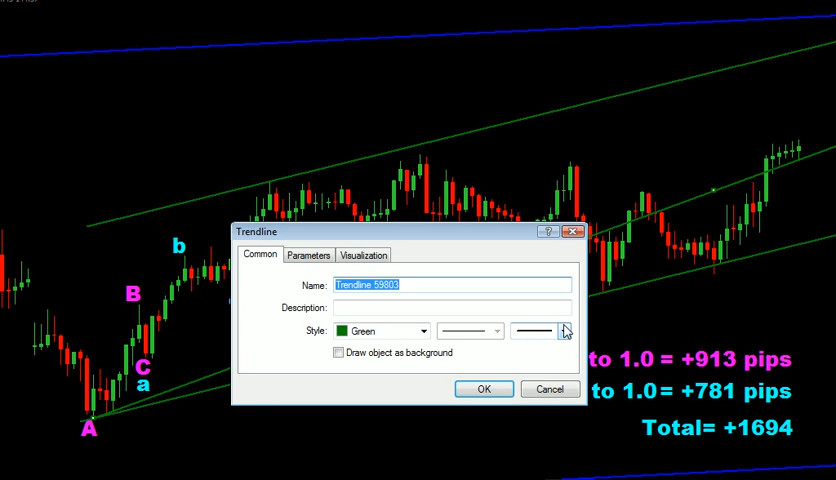 Trendline
Common Parameters Visualization
Name: Trendline 59803
Description:
Style: Green
Draw object as background
OK Cancel
b
B
C
a
A
to 1.0 = +913 pips
to 1.0= +781 pips
Total= +1694